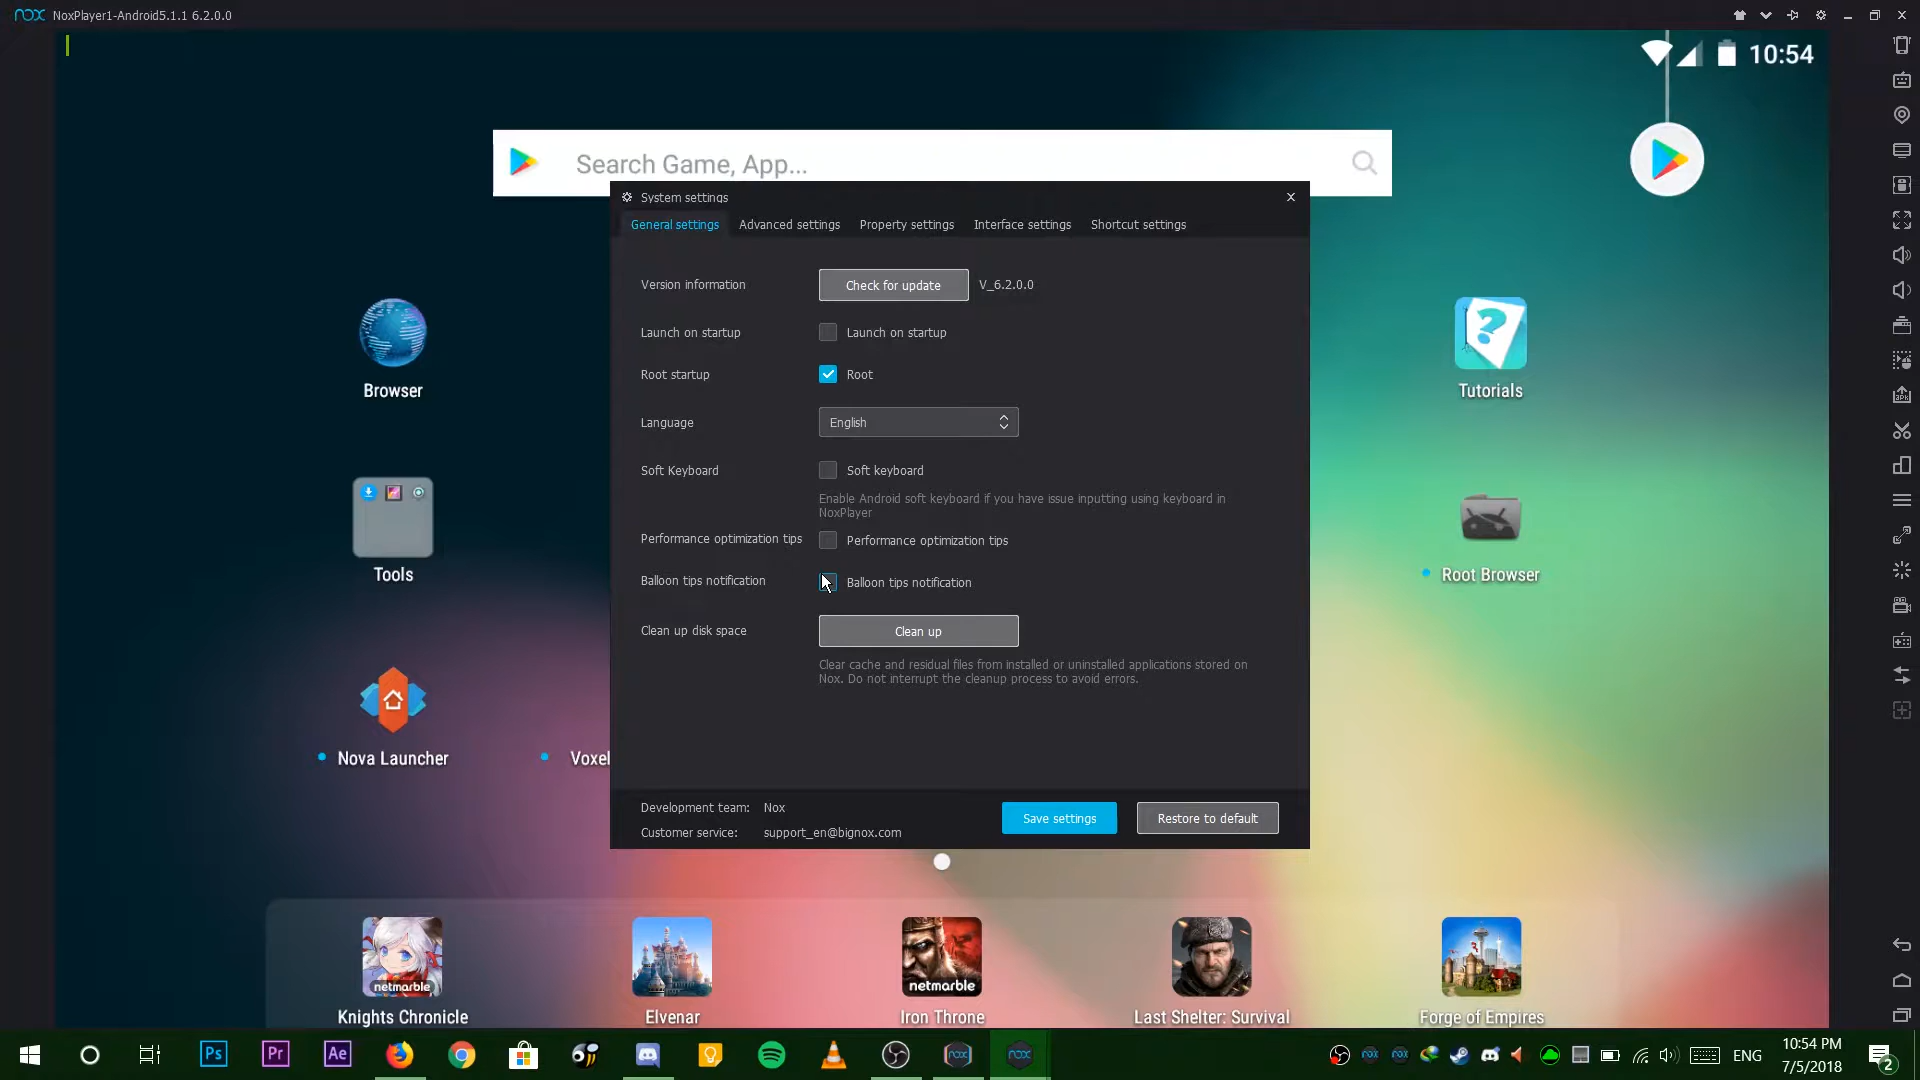 nox NoxPlayer1-Android5.1.1 6.2.0.0
10:54
Search Game, App...
System settings
General settings Advanced settings Property settings Interface settings Shortcut settings
Version information Check for update V_6.2.0.0
Launch on startup Launch on startup
Root startup Root
Language English
Soft Keyboard Soft keyboard
Enable Android soft keyboard if you have issue inputting using keyboard in
NoxPlayer
Performance optimization tips Performance optimization tips
Balloon tips notification Balloon tips notification
Clean up disk space Clean up
Clear cache and residual files from installed or uninstalled applications stored on
Nox. Do not interrupt the cleanup process to avoid errors.
Development team: Nox
Customer service: support_en@bignox.com
Save settings Restore to default
Browser
Tutorials
Tools
Root Browser
Nova Launcher
Voxel
netmarble
netmarble
Knights Chronicle
Elvenar
Iron Throne
Last Shelter: Survival
Forge of Empires
Ps
Pr
Ae
nox
nox
ENG
10:54 PM
7/5/2018
2